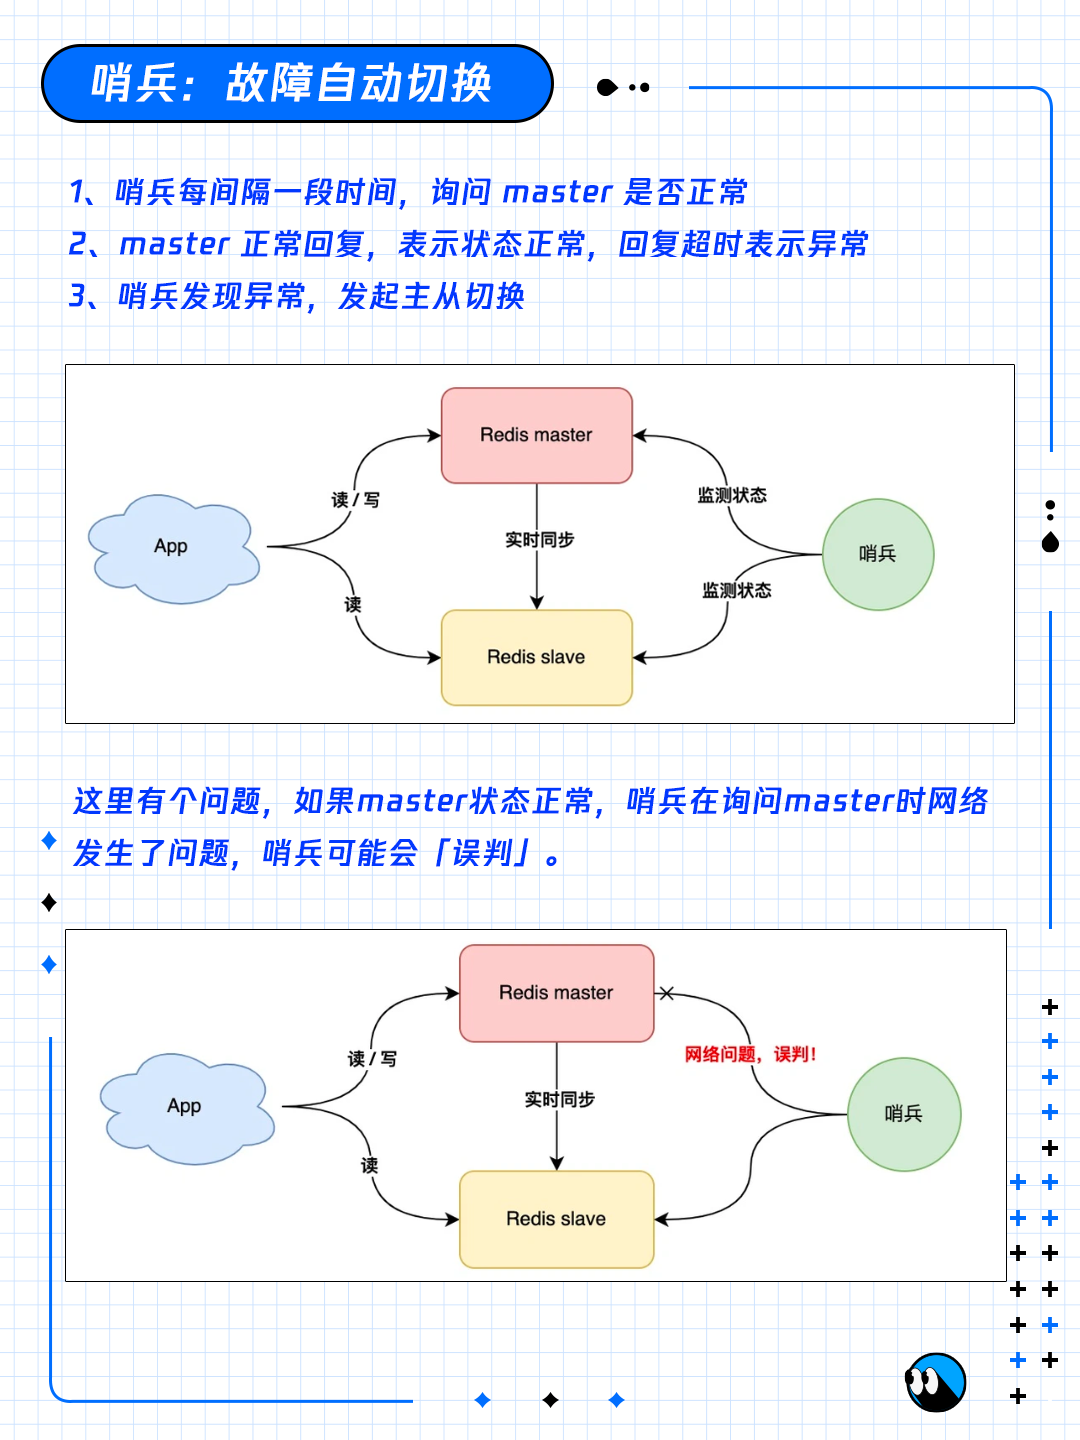 哨兵：故障自动切换
1、哨兵每间隔一段时间，询问 master 是否正常
2、master 正常回复，表示状态正常，回复超时表示异常
3、哨兵发现异常，发起主从切换
Redis master
读 / 写
监测状态
App
实时同步
哨兵
监测状态
读
Redis slave
这里有个问题，如果master状态正常，哨兵在询问master时网络
发生了问题，哨兵可能会「误判」。
Redis master
读 / 写
网络问题，误判！
App
实时同步
哨兵
读
Redis slave